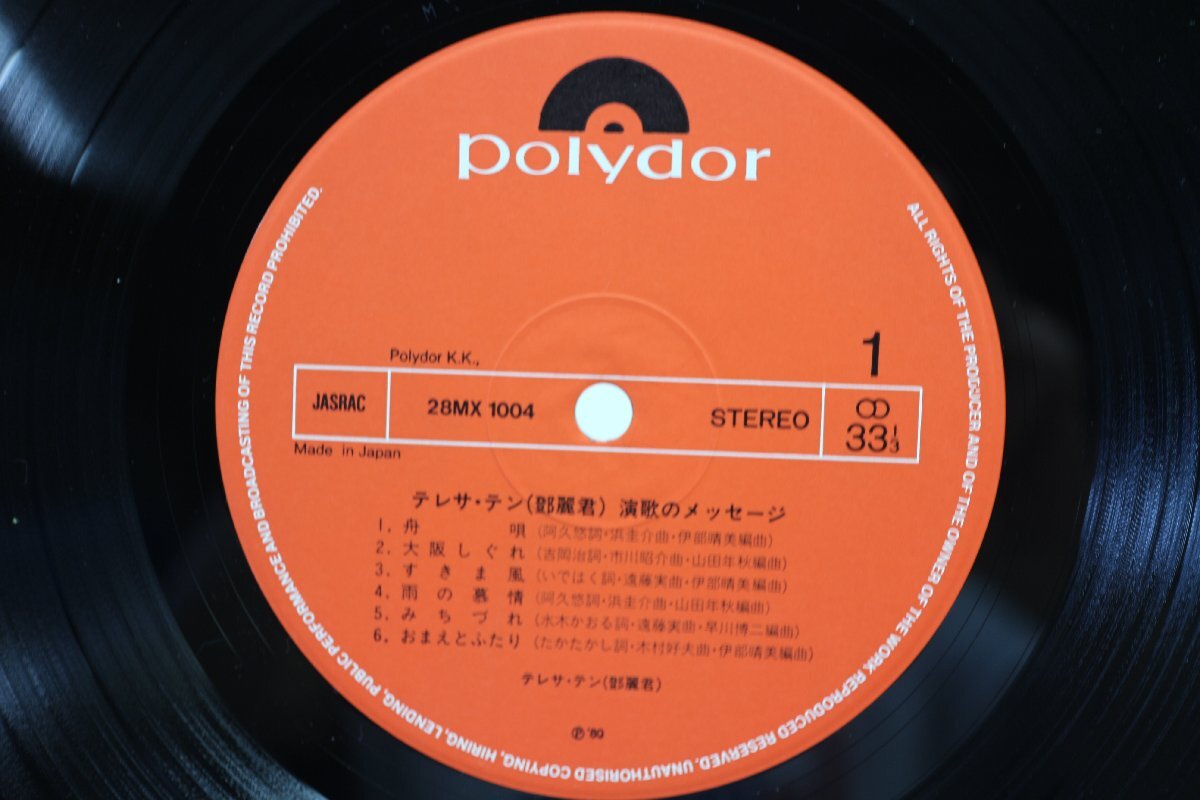 polydor
ALL RIGHTS OF THE PRODUCER AND OF THE OWNER OF THE WORK REPRODUCED RESERVED. UNAUTHORISED COPYING, HIRING, LENDING, PUBLIC PERFORMANCE AND BROADCASTING OF THIS RECORD PROHIBITED.
1
Polydor K.K.,
JASRAC 28MX 1004 STEREO 33 1/3
Made in Japan
テレサ・テン(鄧麗君) 演歌のメッセージ
1. 舟唄 (阿久悠詞・浜圭介曲・伊部晴美編曲)
2. 大阪しぐれ (吉岡治詞・市川昭介曲・山田年秋編曲)
3. すきま風 (いではく詞・遠藤実曲・伊部晴美編曲)
4. 雨の慕情 (阿久悠詞・浜圭介曲・山田年秋編曲)
5. みちづれ (水木かおる詞・遠藤実曲・早川博二編曲)
6. おまえとふたり (たかたかし詞・木村好夫曲・伊部晴美編曲)
テレサ・テン(鄧麗君)
Ⓟ '80